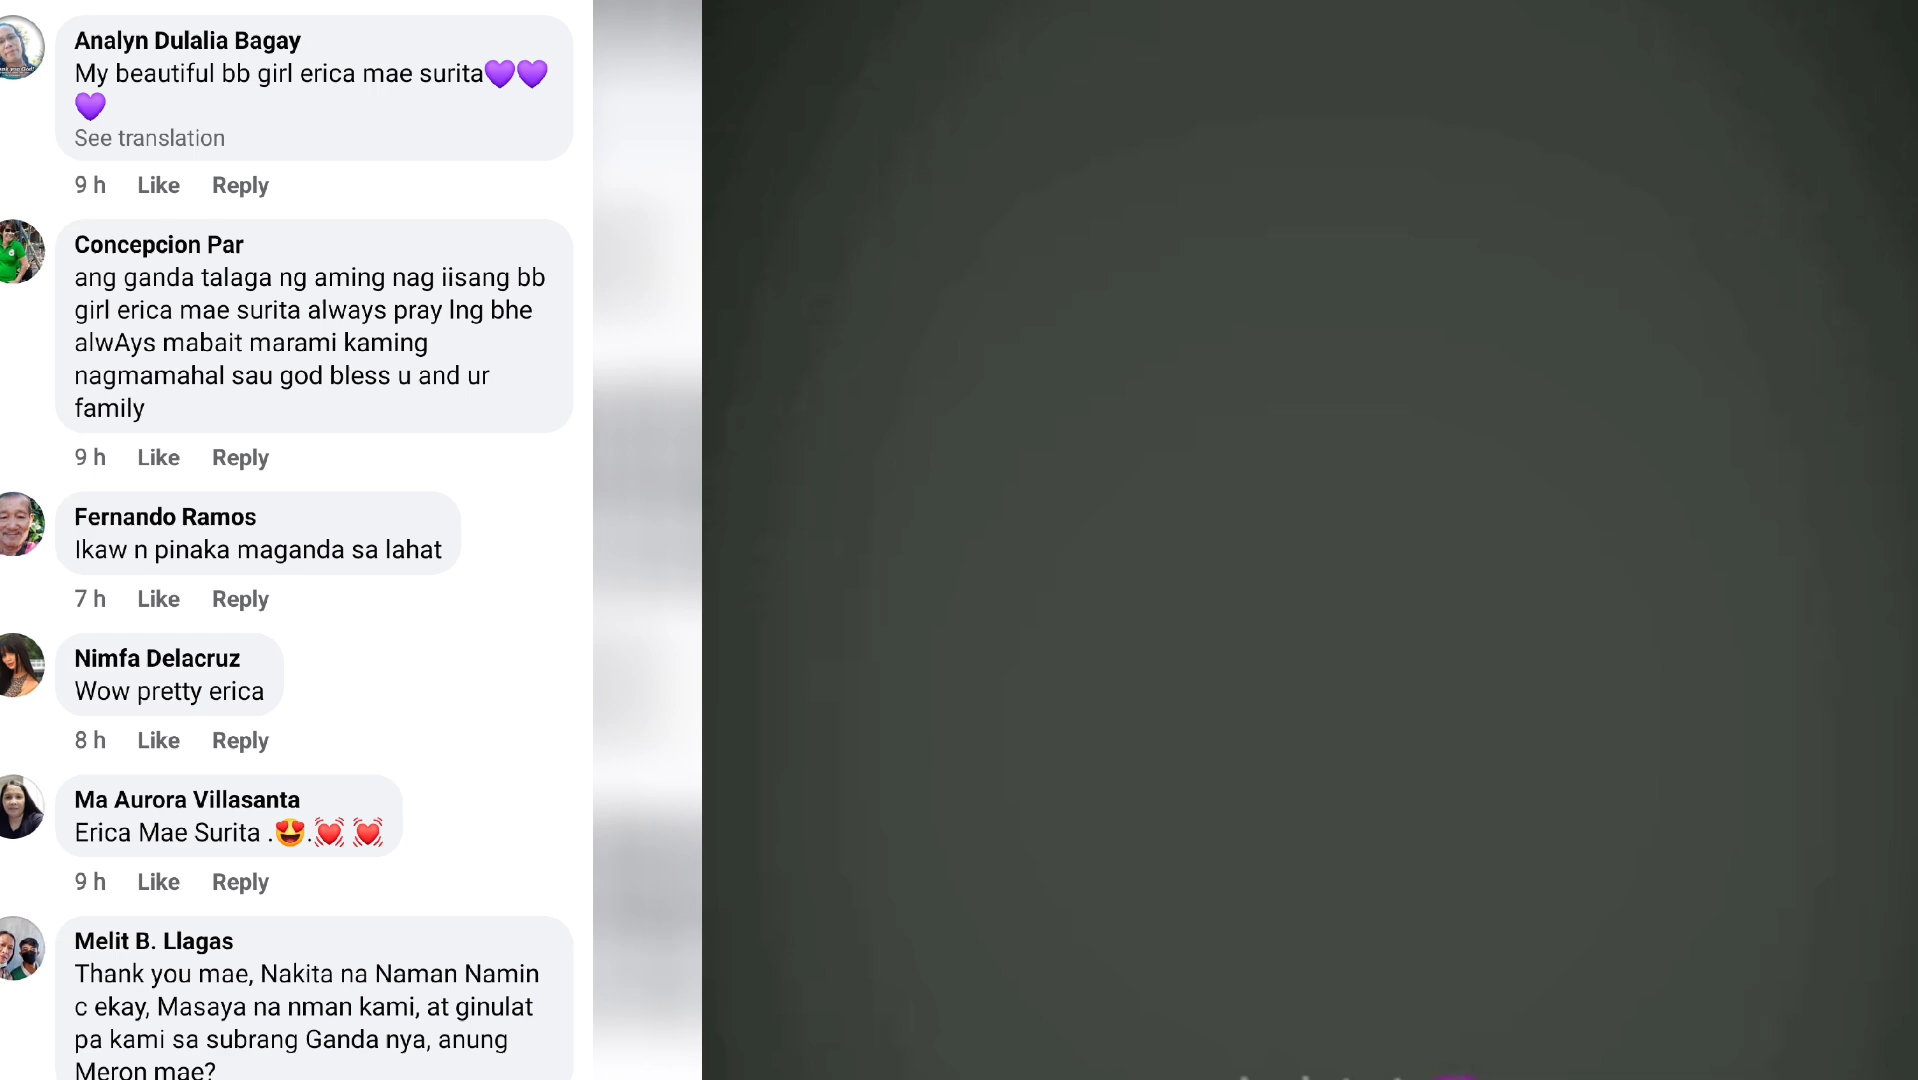 Analyn Dulalia Bagay
My beautiful bb girl erica mae surita💜💜
💜
See translation
9 h Like Reply
Concepcion Par
ang ganda talaga ng aming nag iisang bb
girl erica mae surita always pray lng bhe
alwAys mabait marami kaming
nagmamahal sau god bless u and ur
family
9 h Like Reply
Fernando Ramos
Ikaw n pinaka maganda sa lahat
7 h Like Reply
Nimfa Delacruz
Wow pretty erica
8 h Like Reply
Ma Aurora Villasanta
Erica Mae Surita .😍.💓💓
9 h Like Reply
Melit B. Llagas
Thank you mae, Nakita na Naman Namin
c ekay, Masaya na nman kami, at ginulat
pa kami sa subrang Ganda nya, anung
Meron mae?